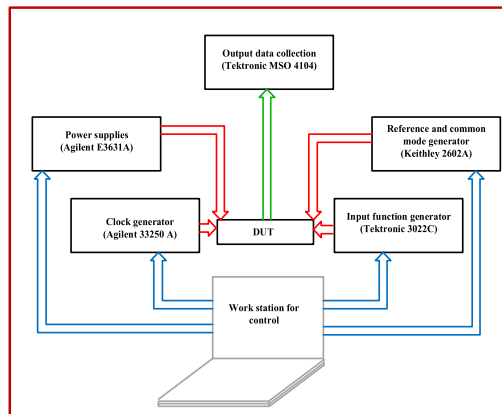 Output data collection
(Tektronic MSO 4104)
Power supplies
(Agilent E3631A)
Reference and common
mode generator
(Keithley 2602A)
Clock generator
(Agilent 33250 A)
DUT
Input function generator
(Tektronic 3022C)
Work station for
control